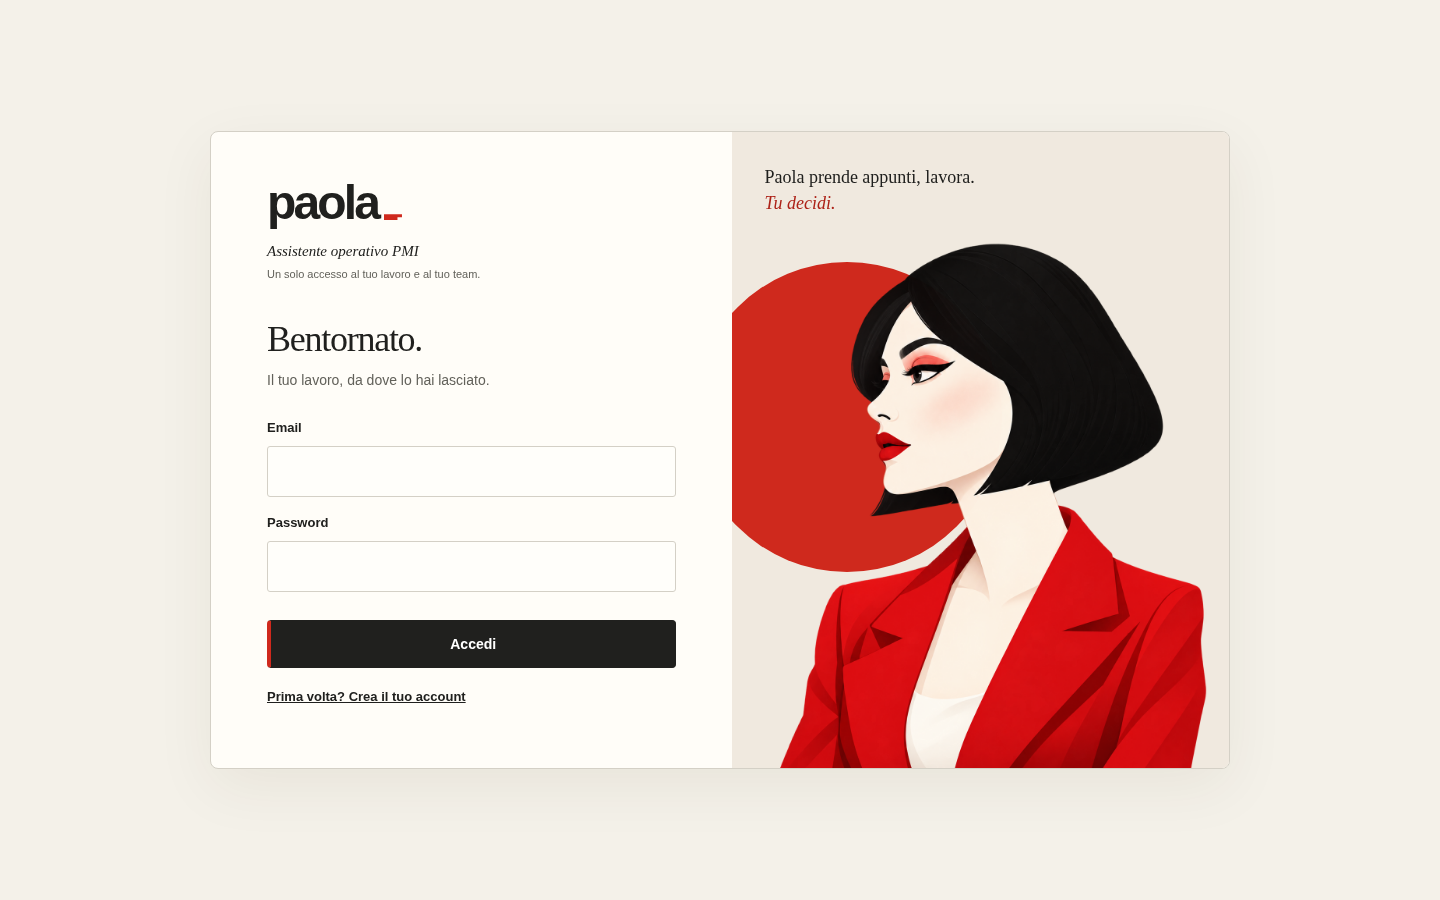 paola
Assistente operativo PMI
Un solo accesso al tuo lavoro e al tuo team.
Bentornato.
Il tuo lavoro, da dove lo hai lasciato.
Email
Password
Accedi
Prima volta? Crea il tuo account
Paola prende appunti, lavora.
Tu decidi.